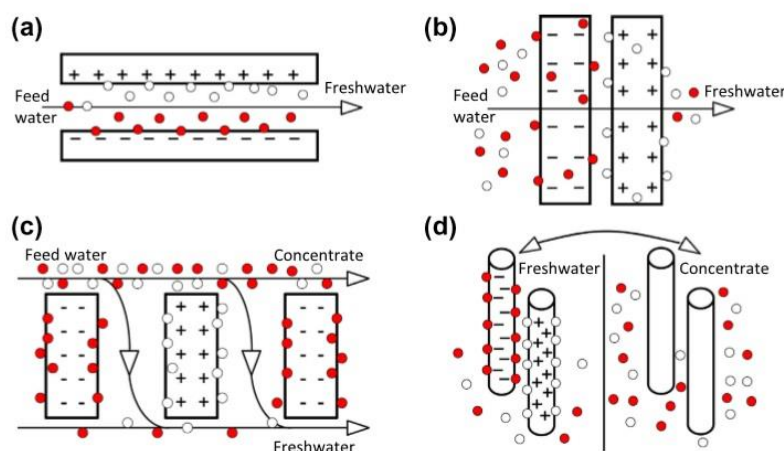 (a)
+ + + + + + + + + +
Feed
water
Freshwater
- - - - - - - - - -
(b)
Feed
water
Freshwater
(c)
Feed water
Concentrate
Freshwater
(d)
Freshwater
Concentrate